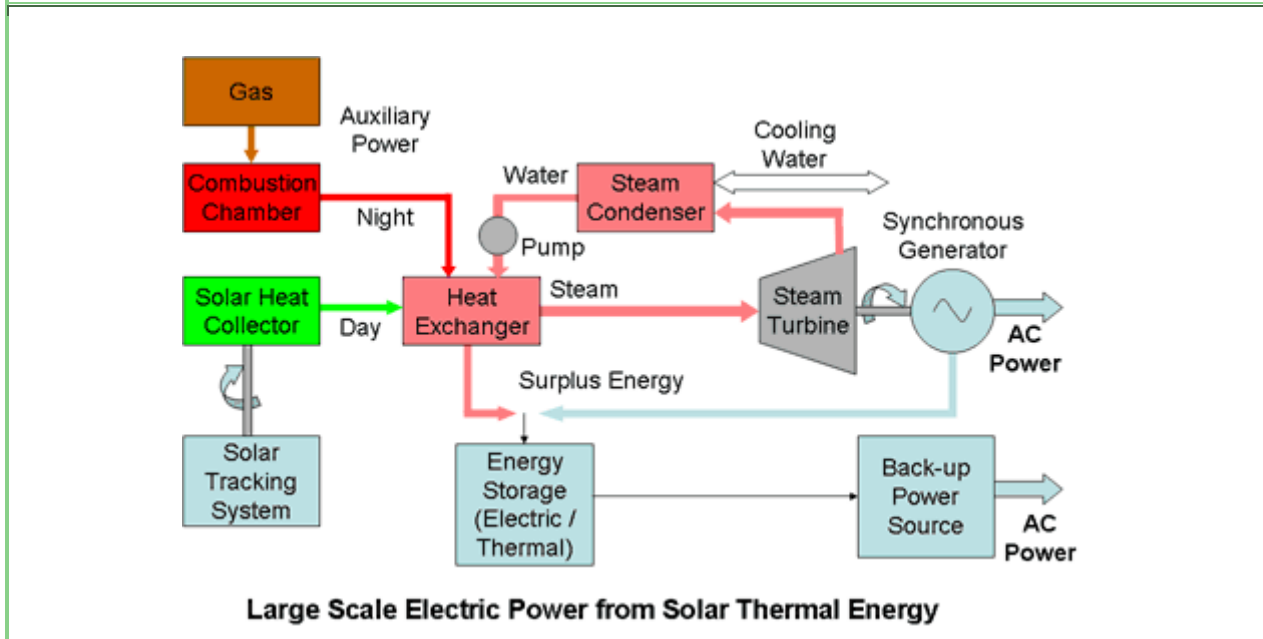 Gas
Auxiliary
Power
Cooling
Water
Combustion
Chamber
Night
Water
Steam
Condenser
Pump
Synchronous
Generator
Solar Heat
Collector
Day
Heat
Exchanger
Steam
Steam
Turbine
AC
Power
Surplus Energy
Solar
Tracking
System
Energy
Storage
(Electric /
Thermal)
Back-up
Power
Source
AC
Power
Large Scale Electric Power from Solar Thermal Energy